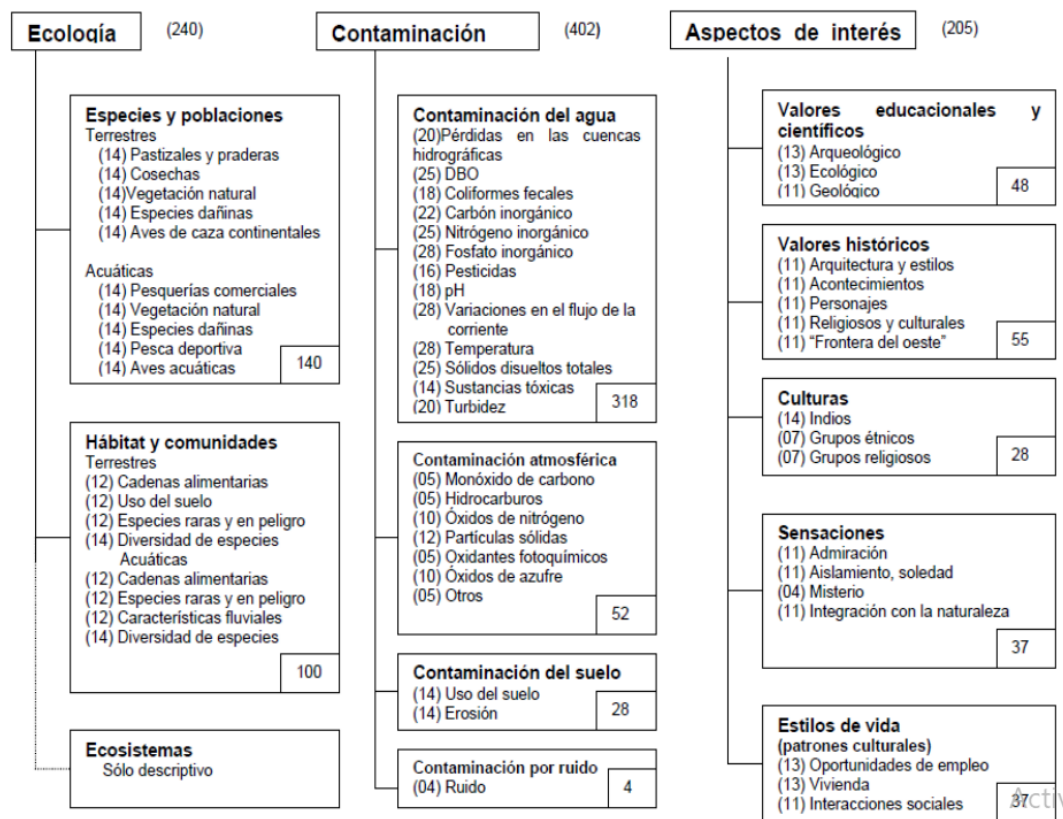 Ecología
(240)
Especies y poblaciones
Terrestres
(14) Pastizales y praderas
(14) Cosechas
(14)Vegetación natural
(14) Especies dañinas
(14) Aves de caza continentales
Acuáticas
(14) Pesquerías comerciales
(14) Vegetación natural
(14) Especies dañinas
(14) Pesca deportiva
(14) Aves acuáticas
140
Hábitat y comunidades
Terrestres
(12) Cadenas alimentarias
(12) Uso del suelo
(12) Especies raras y en peligro
(14) Diversidad de especies
Acuáticas
(12) Cadenas alimentarias
(12) Especies raras y en peligro
(12) Características fluviales
(14) Diversidad de especies
100
Ecosistemas
Sólo descriptivo
Contaminación
(402)
Contaminación del agua
(20)Pérdidas en las cuencas
hidrográficas
(25) DBO
(18) Coliformes fecales
(22) Carbón inorgánico
(25) Nitrógeno inorgánico
(28) Fosfato inorgánico
(16) Pesticidas
(18) pH
(28) Variaciones en el flujo de la
corriente
(28) Temperatura
(25) Sólidos disueltos totales
(14) Sustancias tóxicas
(20) Turbidez
318
Contaminación atmosférica
(05) Monóxido de carbono
(05) Hidrocarburos
(10) Óxidos de nitrógeno
(12) Partículas sólidas
(05) Oxidantes fotoquímicos
(10) Óxidos de azufre
(05) Otros
52
Contaminación del suelo
(14) Uso del suelo
(14) Erosión
28
Contaminación por ruido
(04) Ruido
4
Aspectos de interés
(205)
Valores educacionales y
científicos
(13) Arqueológico
(13) Ecológico
(11) Geológico
48
Valores históricos
(11) Arquitectura y estilos
(11) Acontecimientos
(11) Personajes
(11) Religiosos y culturales
(11) "Frontera del oeste"
55
Culturas
(14) Indios
(07) Grupos étnicos
(07) Grupos religiosos
28
Sensaciones
(11) Admiración
(11) Aislamiento, soledad
(04) Misterio
(11) Integración con la naturaleza
37
Estilos de vida
(patrones culturales)
(13) Oportunidades de empleo
(13) Vivienda
(11) Interacciones sociales
37